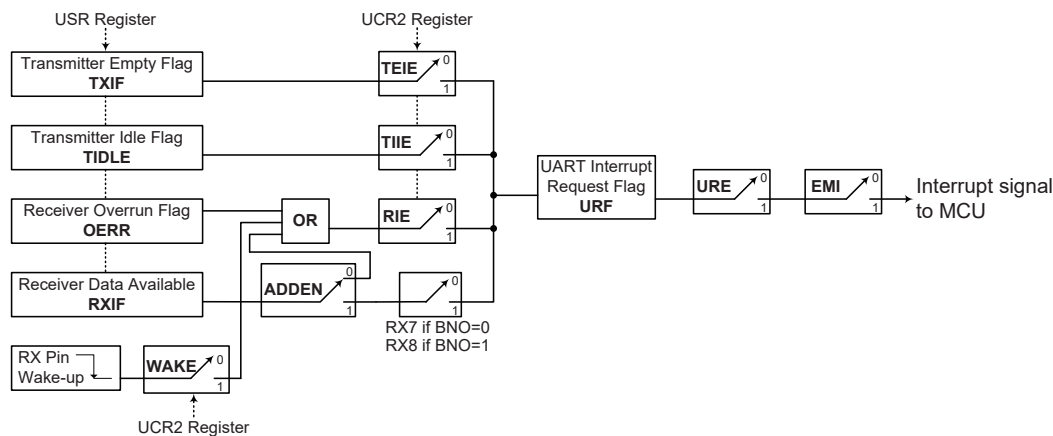 USR Register
UCR2 Register
Transmitter Empty Flag
TXIF
TEIE
0
1
Transmitter Idle Flag
TIDLE
TIIE
0
1
UART Interrupt
Request Flag
URF
URE
0
1
EMI
0
1
Interrupt signal
to MCU
Receiver Overrun Flag
OERR
OR
RIE
0
1
Receiver Data Available
RXIF
ADDEN
0
1
0
1
RX7 if BNO=0
RX8 if BNO=1
RX Pin
Wake-up
WAKE
0
1
UCR2 Register